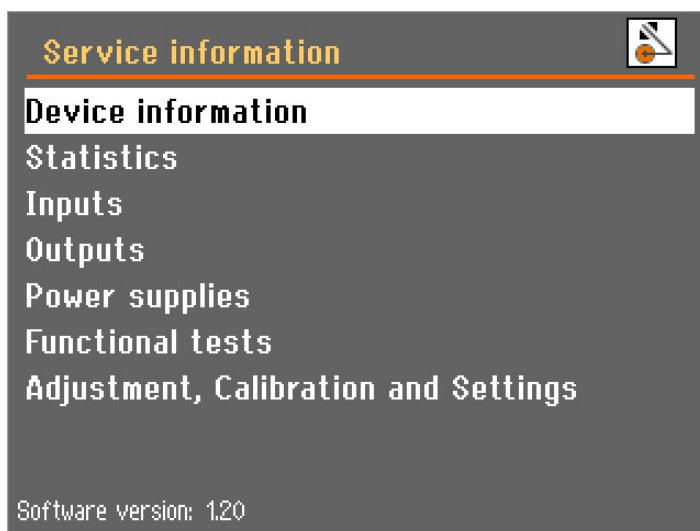 Service information
Device information
Statistics
Inputs
Outputs
Power supplies
Functional tests
Adjustment, Calibration and Settings
Software version: 1.20